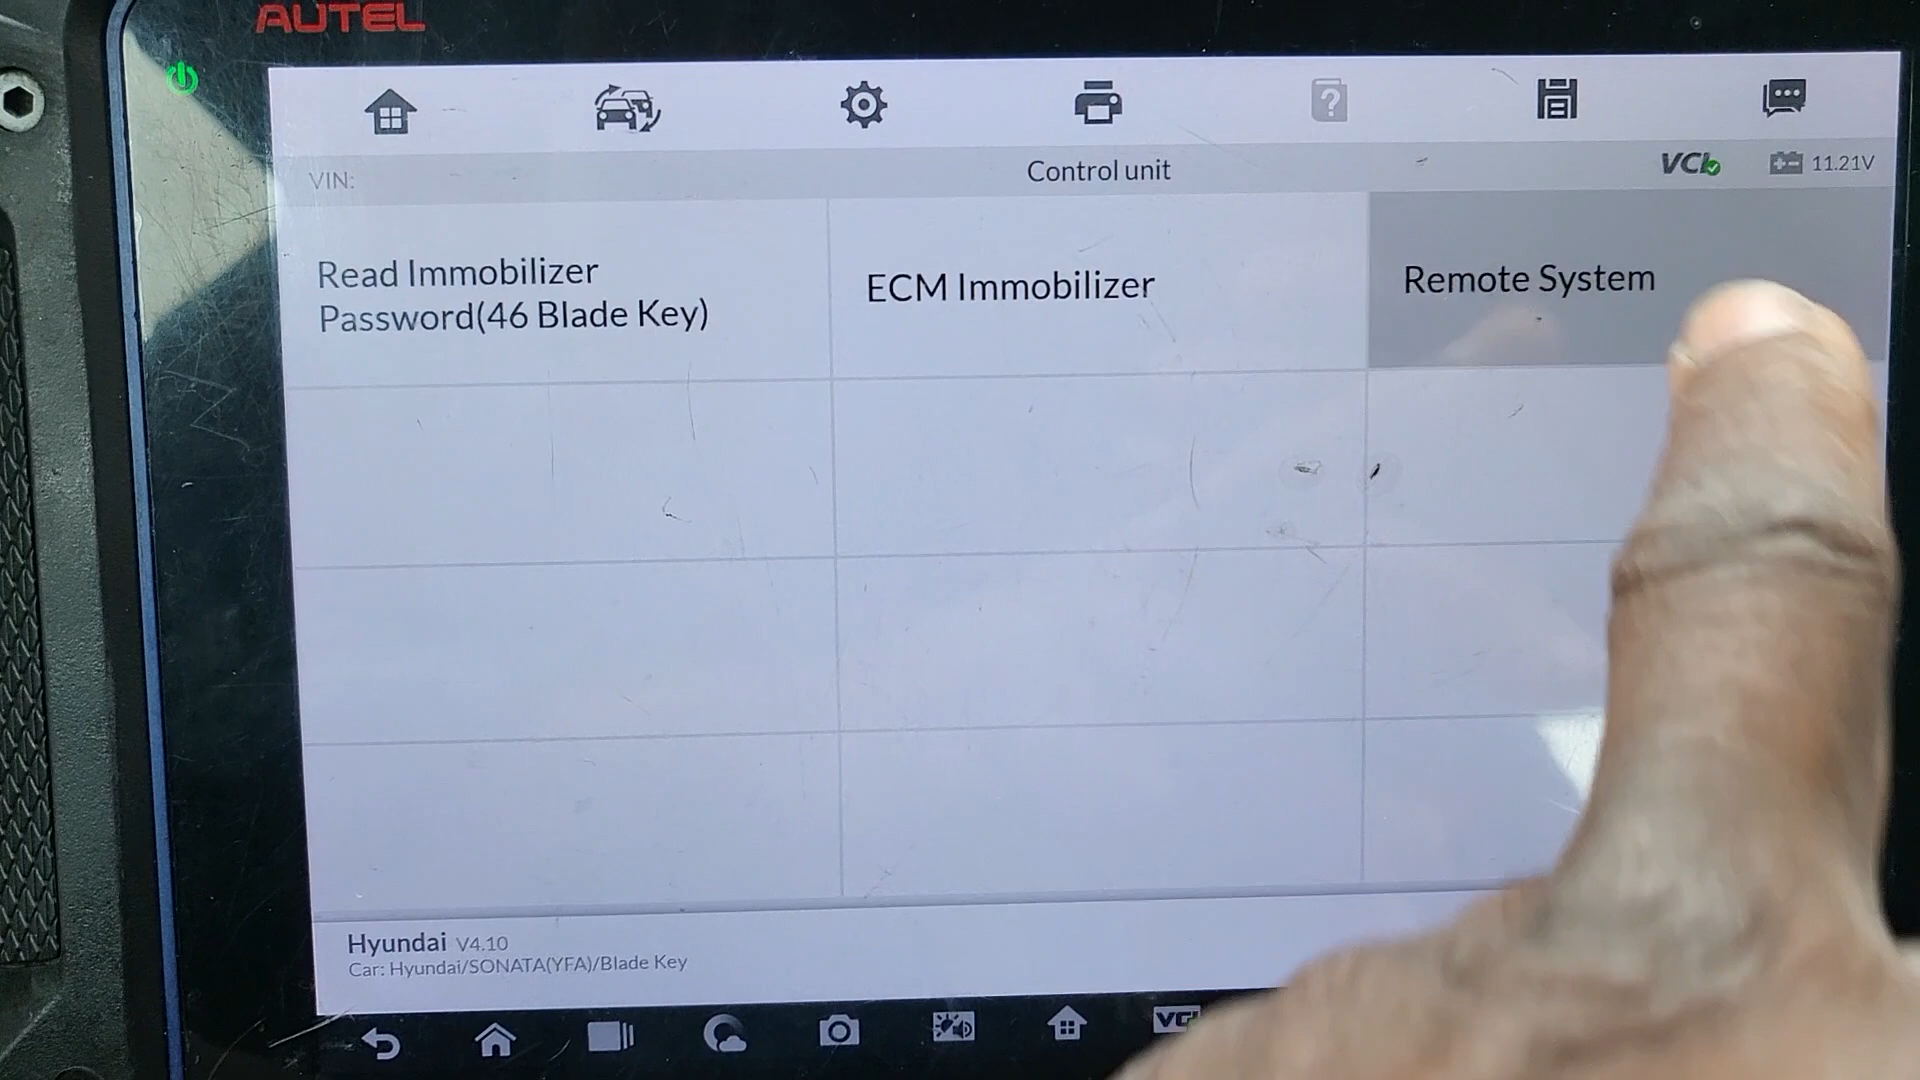 AUTEL
VIN:
Control unit
VCI
11.21V
Read Immobilizer
Password(46 Blade Key)
ECM Immobilizer
Remote System
Hyundai V4.10
Car: Hyundai/SONATA(YFA)/Blade Key